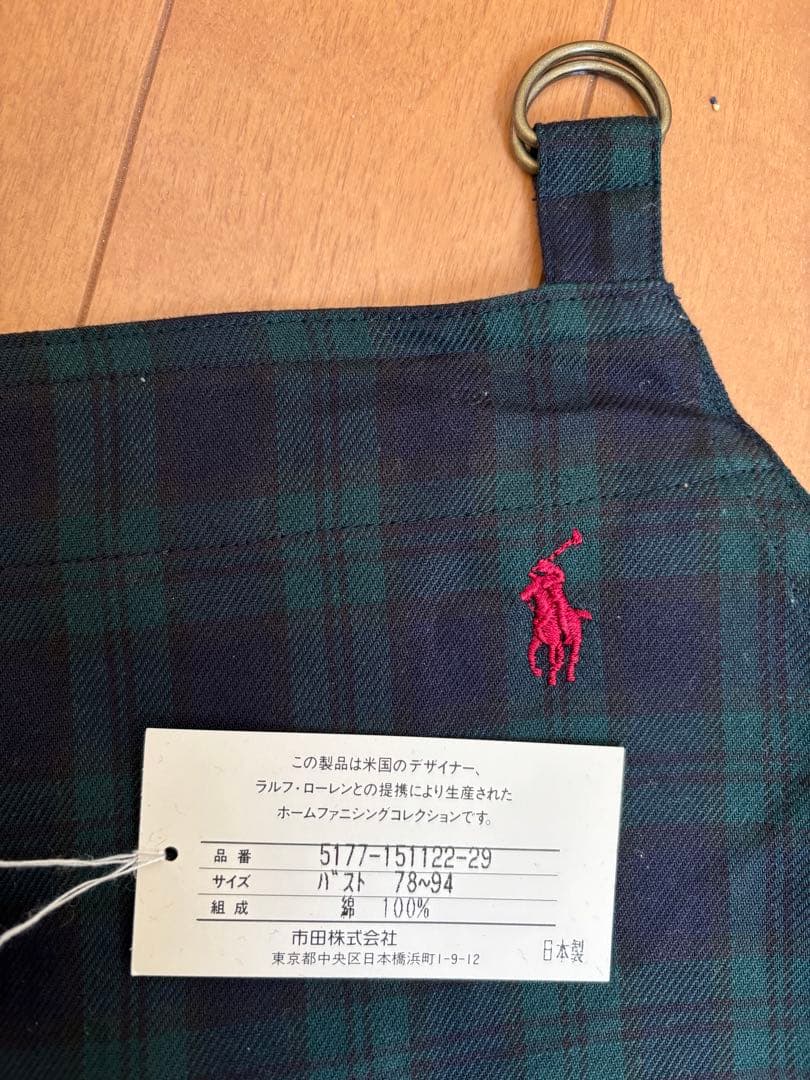 この製品は米国のデザイナー、
ラルフ・ローレンとの提携により生産された
ホームファニシングコレクションです。
品番 5177-151122-29
サイズ バスト 78~94
組成 綿 100%
市田株式会社
東京都中央区日本橋浜町1-9-12
日本製